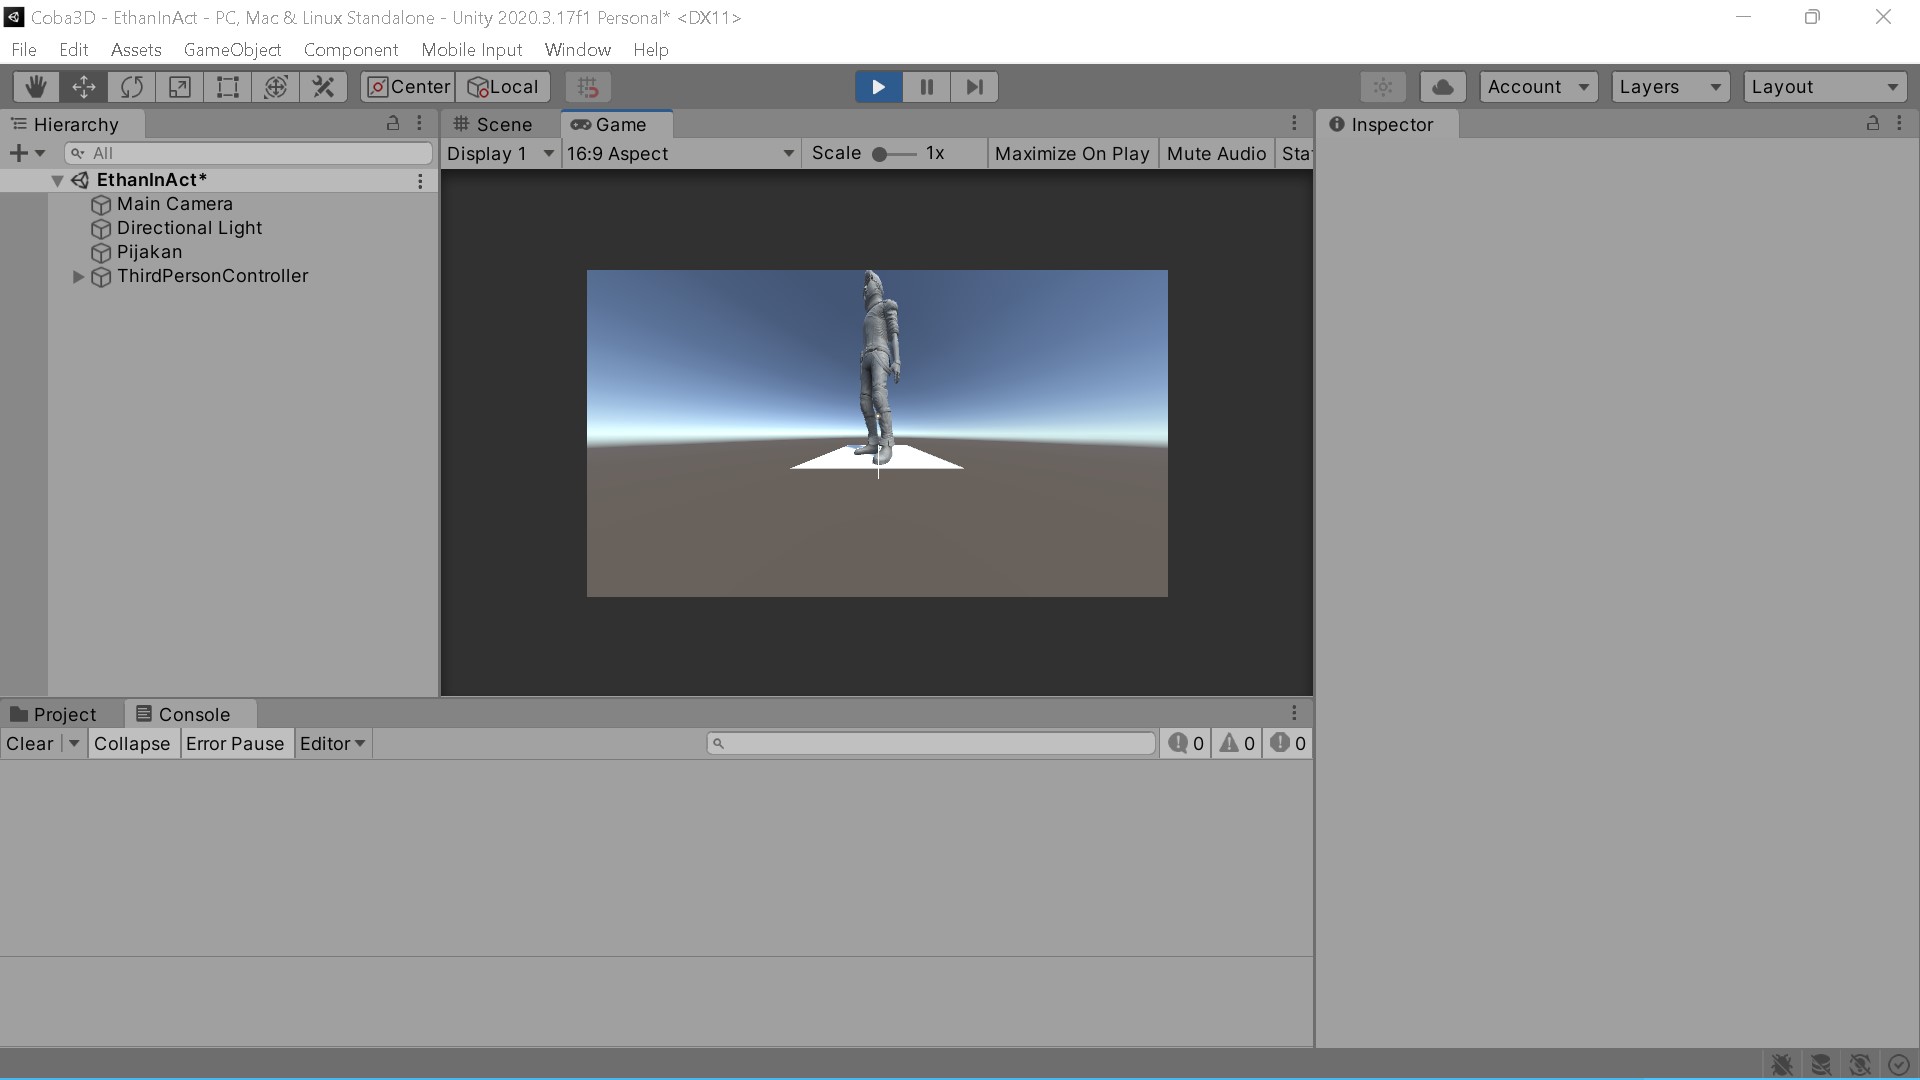 Coba3D - EthanInAct - PC, Mac & Linux Standalone - Unity 2020.3.17f1 Personal* <DX11>
File Edit Assets GameObject Component Mobile Input Window Help
Center Local Account Layers Layout
Hierarchy
All
EthanInAct*
Main Camera
Directional Light
Pijakan
ThirdPersonController
Scene Game
Display 1 16:9 Aspect Scale 1x Maximize On Play Mute Audio Sta
Inspector
Project Console
Clear Collapse Error Pause Editor 0 0 0